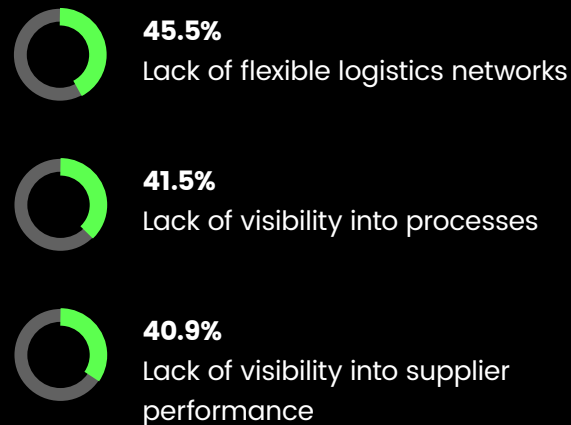 45.5%
Lack of flexible logistics networks
41.5%
Lack of visibility into processes
40.9%
Lack of visibility into supplier
performance